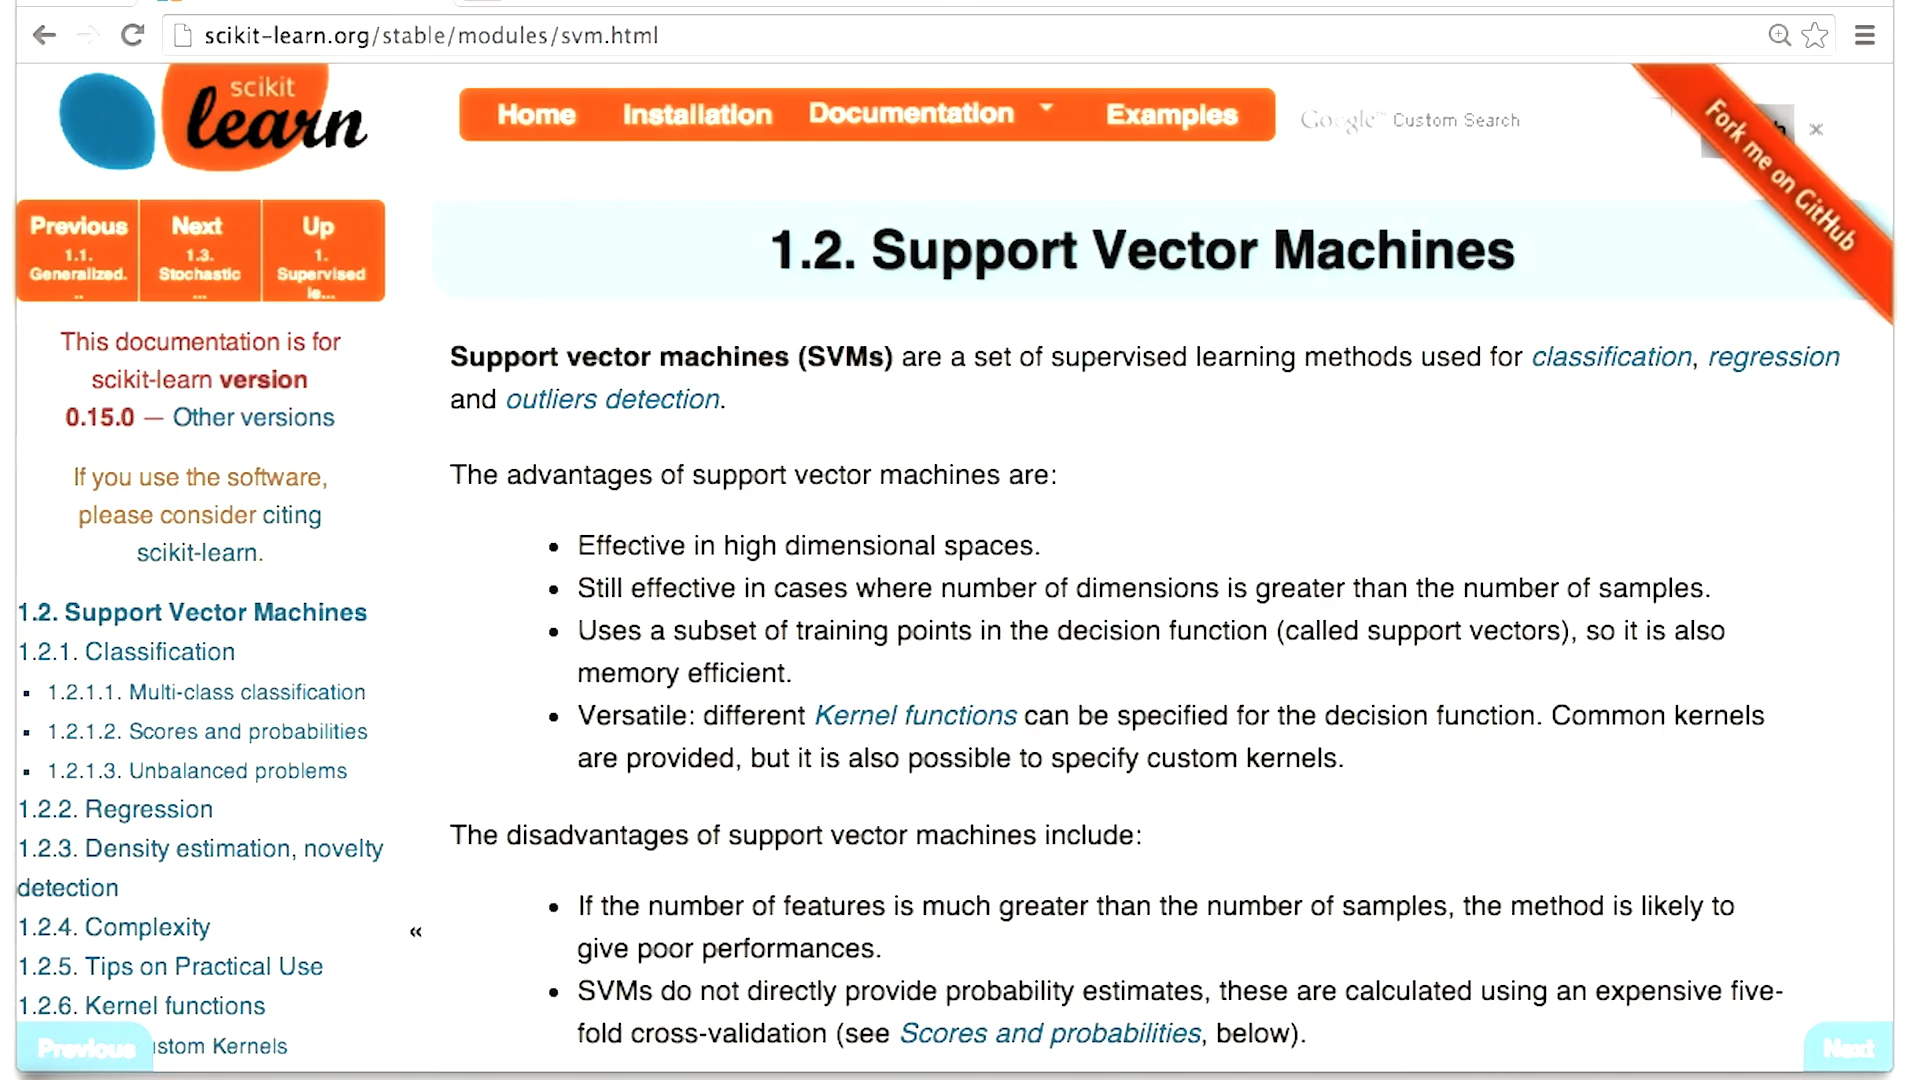 scikit-learn.org/stable/modules/svm.html
scikit
learn
Home Installation Documentation Examples
Google™ Custom Search
×
Fork me on GitHub
Previous
1.1.
Generalized.
..
Next
1.3.
Stochastic
...
Up
1.
Supervised
le...
This documentation is for
scikit-learn version
0.15.0 — Other versions
If you use the software,
please consider citing
scikit-learn.
1.2. Support Vector Machines
1.2.1. Classification
▪ 1.2.1.1. Multi-class classification
▪ 1.2.1.2. Scores and probabilities
▪ 1.2.1.3. Unbalanced problems
1.2.2. Regression
1.2.3. Density estimation, novelty
detection
1.2.4. Complexity
1.2.5. Tips on Practical Use
1.2.6. Kernel functions
stom Kernels
Previous
«
1.2. Support Vector Machines
Support vector machines (SVMs) are a set of supervised learning methods used for classification, regression
and outliers detection.
The advantages of support vector machines are:
• Effective in high dimensional spaces.
• Still effective in cases where number of dimensions is greater than the number of samples.
• Uses a subset of training points in the decision function (called support vectors), so it is also
memory efficient.
• Versatile: different Kernel functions can be specified for the decision function. Common kernels
are provided, but it is also possible to specify custom kernels.
The disadvantages of support vector machines include:
• If the number of features is much greater than the number of samples, the method is likely to
give poor performances.
• SVMs do not directly provide probability estimates, these are calculated using an expensive five-
fold cross-validation (see Scores and probabilities, below).
Next